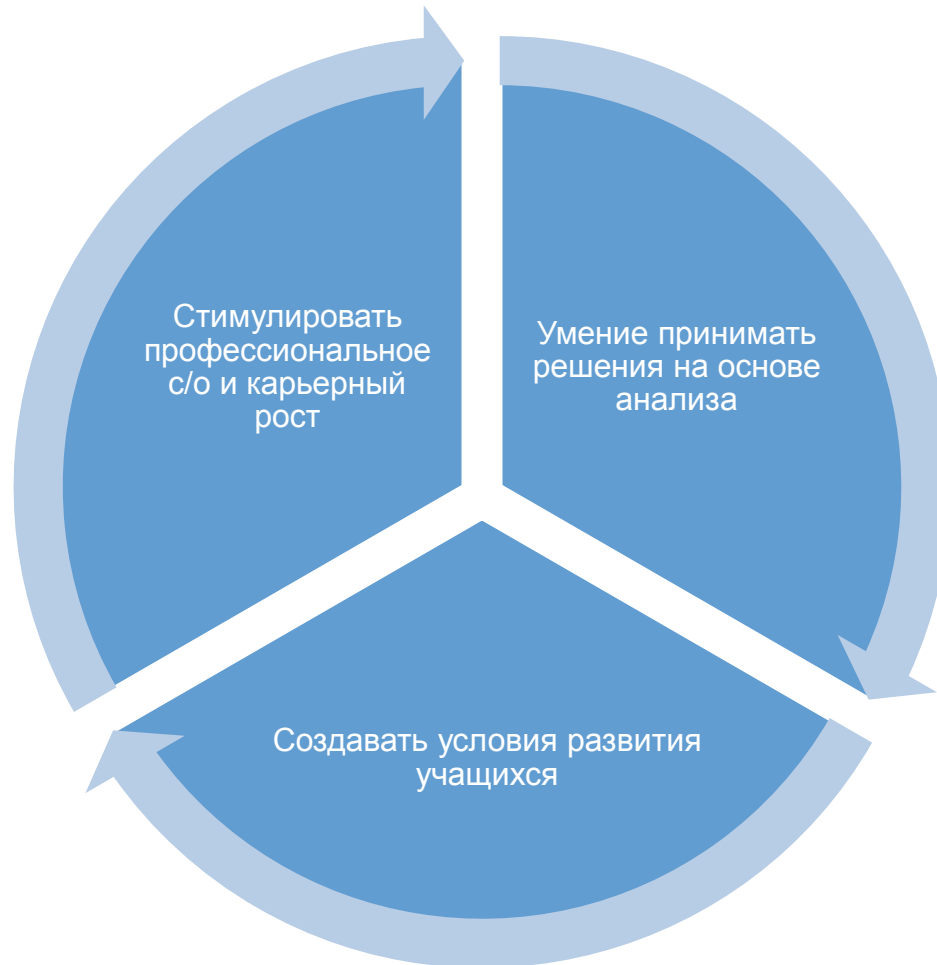 Стимулировать
профессиональное
с/о и карьерный
рост
Умение принимать
решения на основе
анализа
Создавать условия развития
учащихся